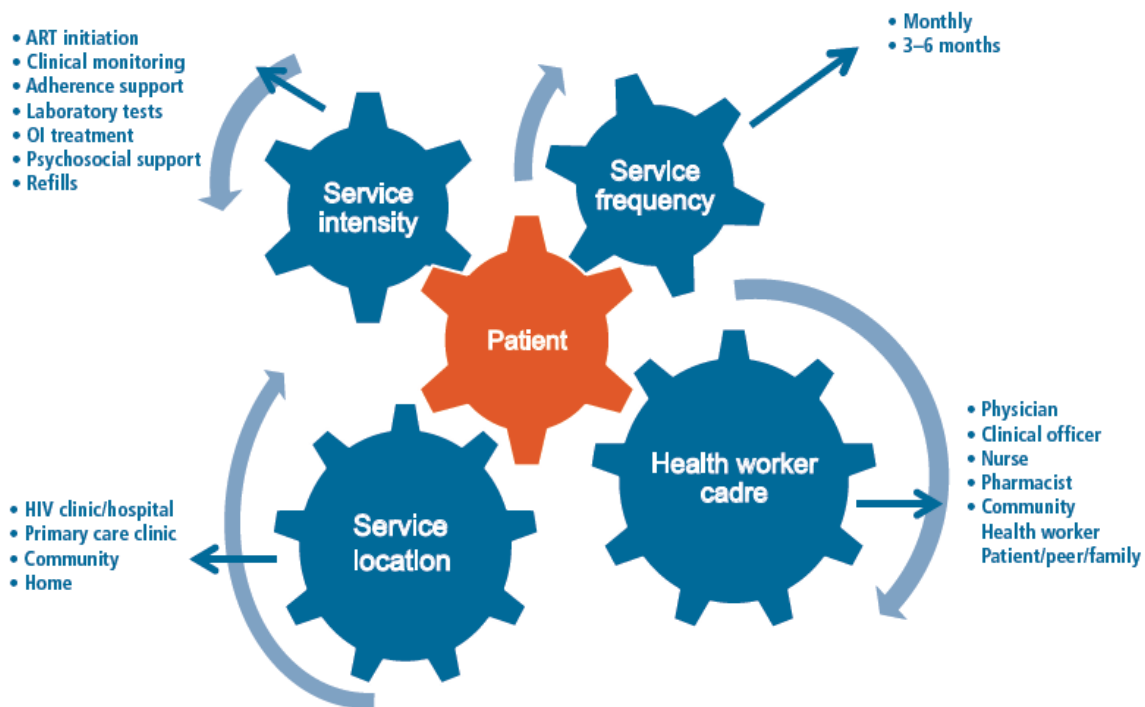 • ART initiation
• Clinical monitoring
• Adherence support
• Laboratory tests
• OI treatment
• Psychosocial support
• Refills
• Monthly
• 3–6 months
Service
intensity
Service
frequency
Patient
Health worker
cadre
• Physician
• Clinical officer
• Nurse
• Pharmacist
• Community
Health worker
Patient/peer/family
• HIV clinic/hospital
• Primary care clinic
• Community
• Home
Service
location